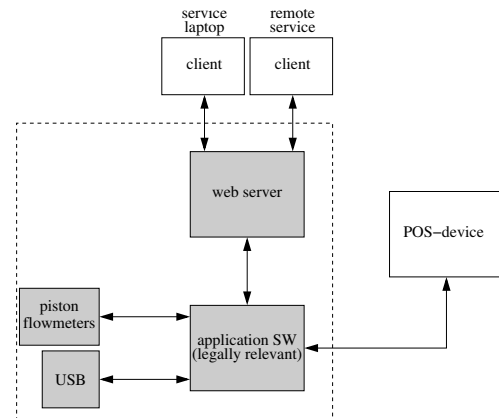 service
laptop
remote
service
client
client
web server
POS−device
piston
flowmeters
application SW
(legally relevant)
USB